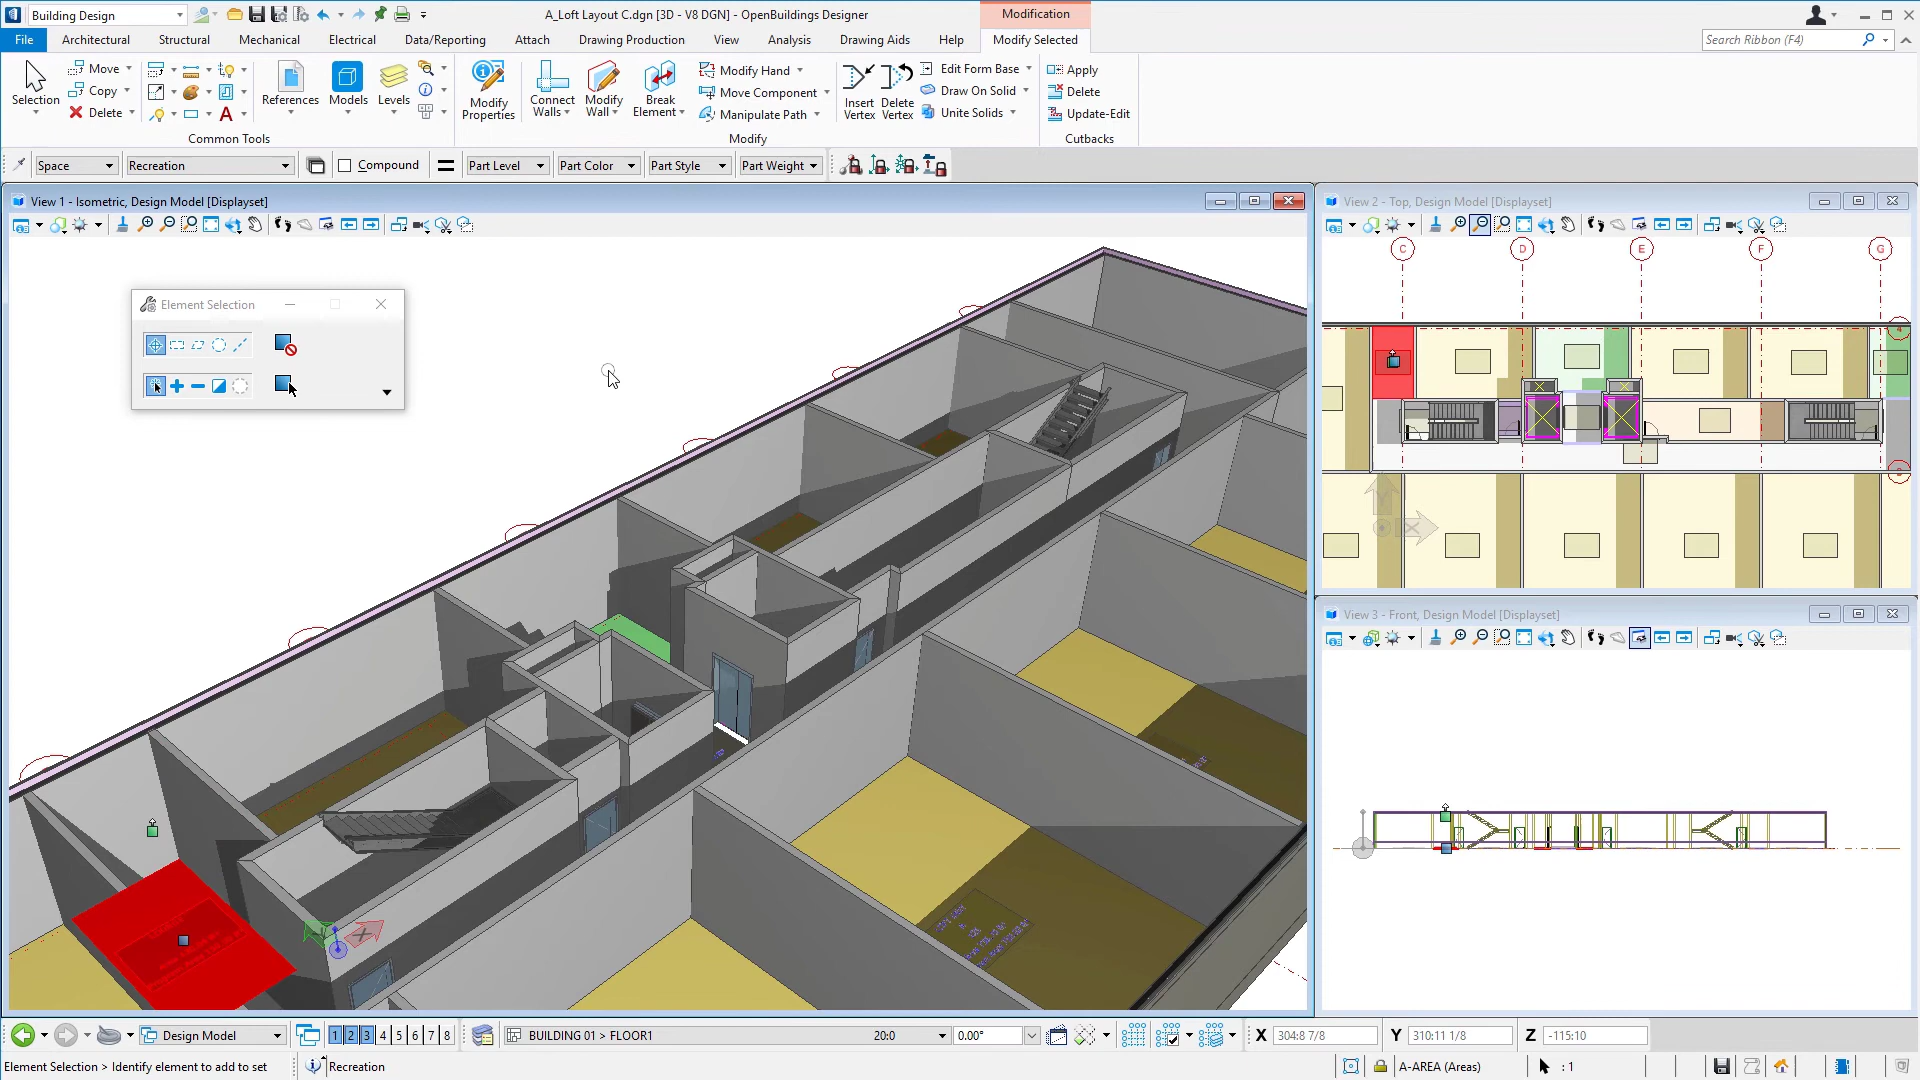 Building Design
A_Loft Layout C.dgn [3D - V8 DGN] - OpenBuildings Designer
Modification
File
Architectural
Structural
Mechanical
Electrical
Data/Reporting
Attach
Drawing Production
View
Analysis
Drawing Aids
Help
Modify Selected
Search Ribbon (F4)
Selection
Move
Copy
Delete
References
Models
Levels
Common Tools
Modify
Properties
Connect
Walls
Modify
Wall
Break
Element
Modify Hand
Move Component
Manipulate Path
Insert
Vertex
Delete
Vertex
Edit Form Base
Draw On Solid
Unite Solids
Modify
Apply
Delete
Update-Edit
Cutbacks
Space
Recreation
Compound
Part Level
Part Color
Part Style
Part Weight
View 1 - Isometric, Design Model [Displayset]
Element Selection
View 2 - Top, Design Model [Displayset]
C
D
E
F
G
View 3 - Front, Design Model [Displayset]
Design Model
1 2 3 4 5 6 7 8
BUILDING 01 > FLOOR1
20:0
0.00°
X
304:8 7/8
Y
310:11 1/8
Z
-115:10
Element Selection > Identify element to add to set
Recreation
A-AREA (Areas)
: 1